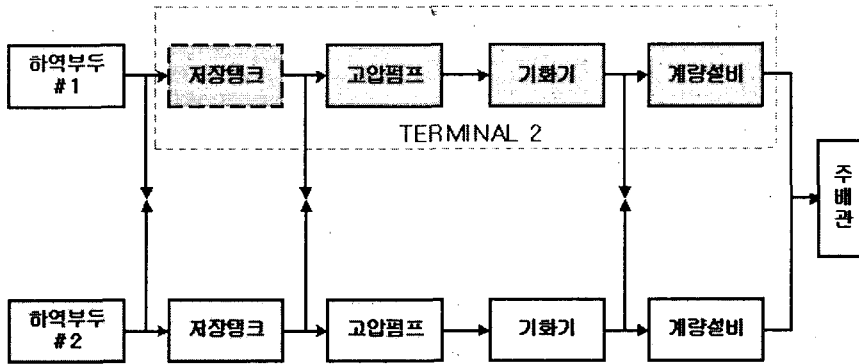 하역부두
#1
저장탱크
고압펌프
기화기
계량설비
TERMINAL 2
주
배
관
하역부두
#2
저장탱크
고압펌프
기화기
계량설비